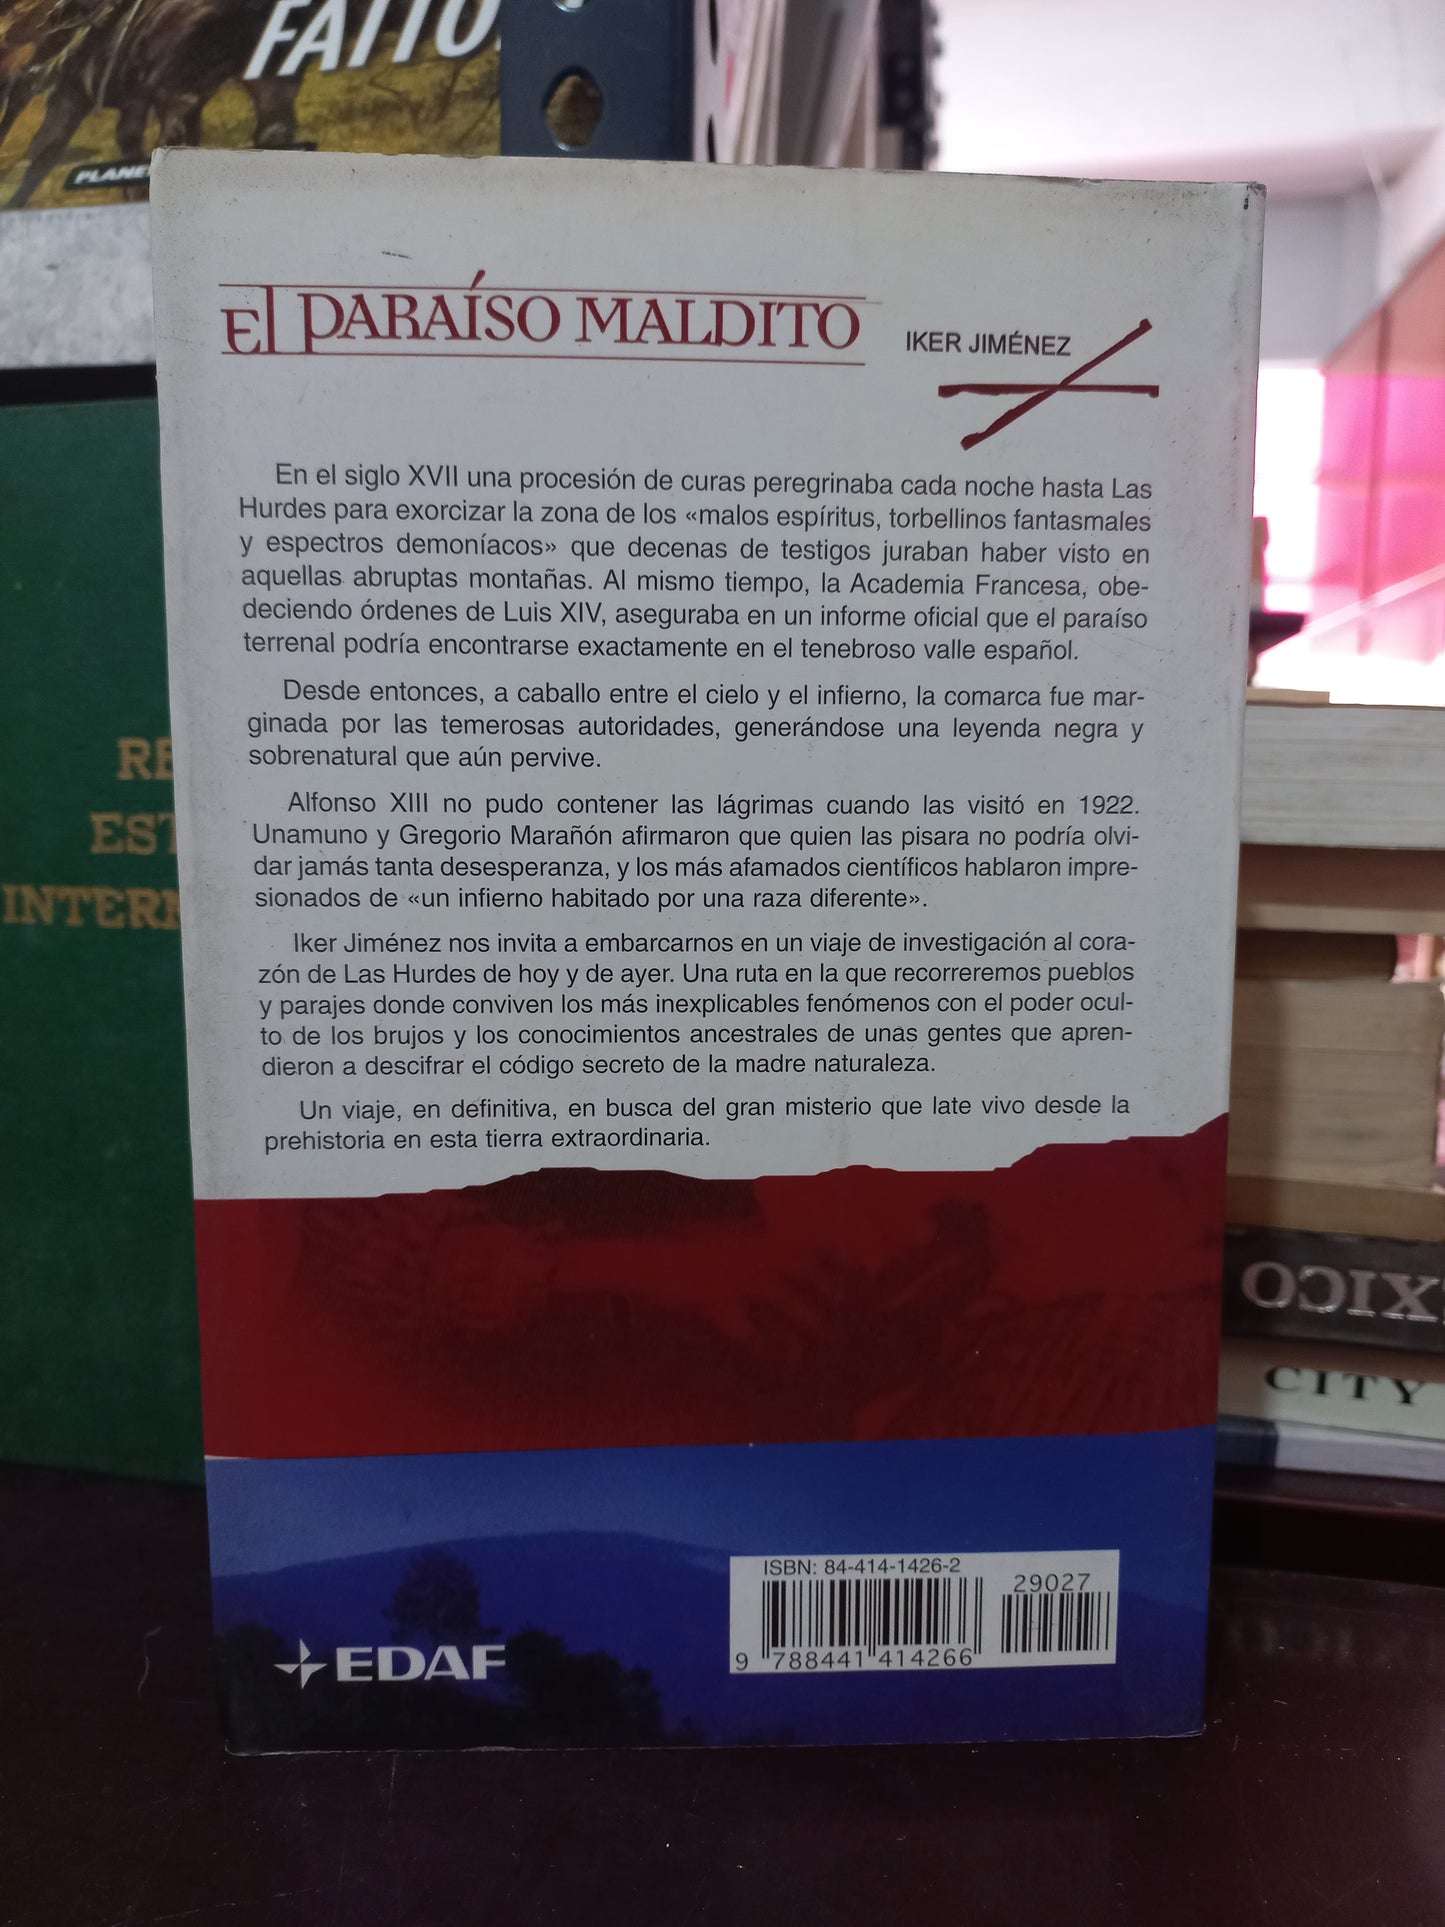 FATTO
PLANE
El PARAÍSO MALDITO
IKER JIMÉNEZ
En el siglo XVII una procesión de curas peregrinaba cada noche hasta Las
Hurdes para exorcizar la zona de los «malos espíritus, torbellinos fantasmales
y espectros demoníacos» que decenas de testigos juraban haber visto en
aquellas abruptas montañas. Al mismo tiempo, la Academia Francesa, obe-
deciendo órdenes de Luis XIV, aseguraba en un informe oficial que el paraíso
terrenal podría encontrarse exactamente en el tenebroso valle español.
Desde entonces, a caballo entre el cielo y el infierno, la comarca fue mar-
ginada por las temerosas autoridades, generándose una leyenda negra y
sobrenatural que aún pervive.
Alfonso XIII no pudo contener las lágrimas cuando las visitó en 1922.
Unamuno y Gregorio Marañón afirmaron que quien las pisara no podría olvi-
dar jamás tanta desesperanza, y los más afamados científicos hablaron impre-
sionados de «un infierno habitado por una raza diferente».
Iker Jiménez nos invita a embarcarnos en un viaje de investigación al cora-
zón de Las Hurdes de hoy y de ayer. Una ruta en la que recorreremos pueblos
y parajes donde conviven los más inexplicables fenómenos con el poder ocul-
to de los brujos y los conocimientos ancestrales de unas gentes que apren-
dieron a descifrar el código secreto de la madre naturaleza.
Un viaje, en definitiva, en busca del gran misterio que late vivo desde la
prehistoria en esta tierra extraordinaria.
RE
EST
INTERN
XICO
CITY
EDAF
ISBN: 84-414-1426-2
29027
9 788441 414266